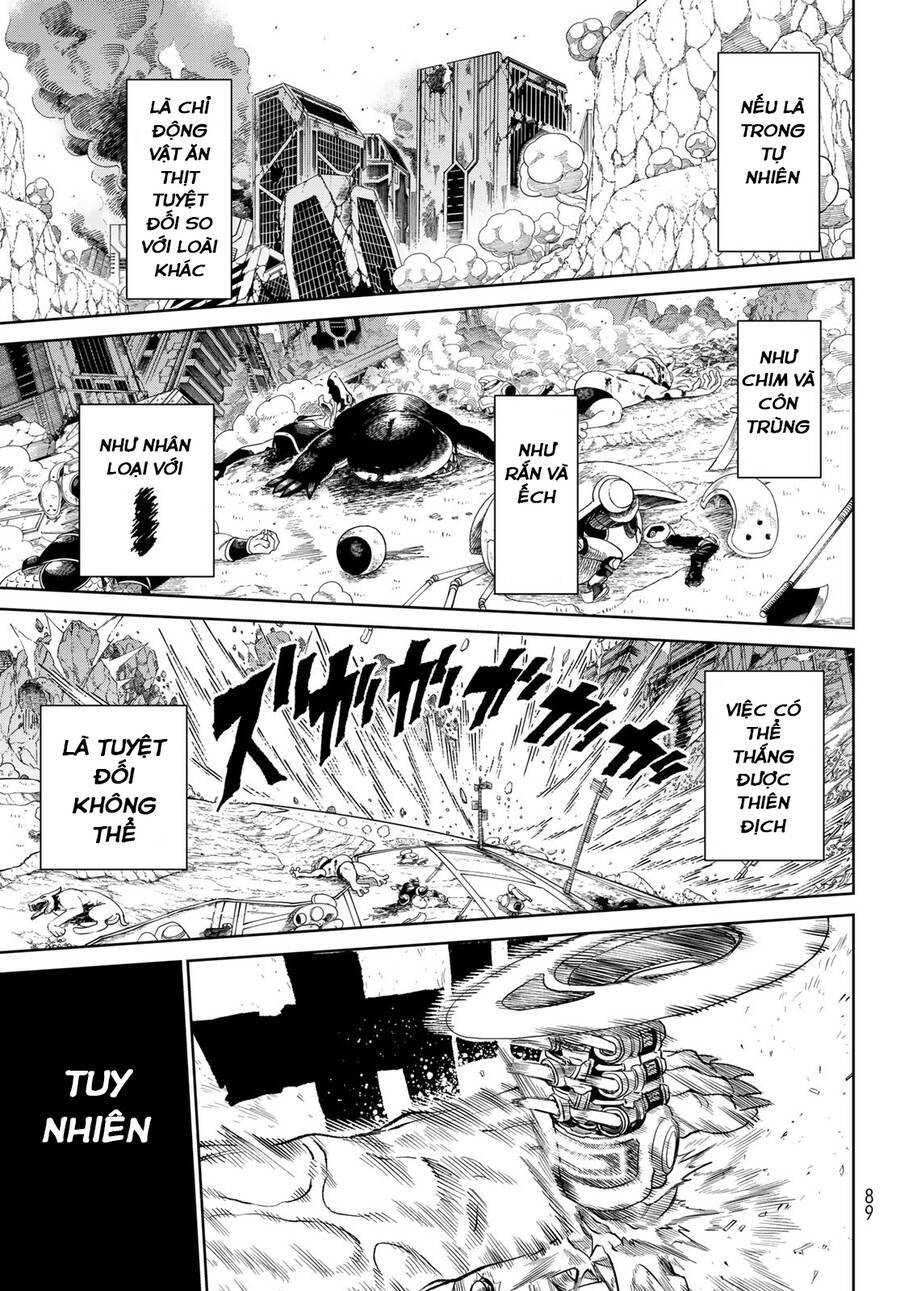 NẾU LÀ
TRONG
TỰ
NHIÊN
LÀ CHỈ
ĐỘNG
VẬT ĂN
THỊT
TUYỆT
ĐỐI SO
VỚI LOÀI
KHÁC
NHƯ
CHIM VÀ
CÔN
TRÙNG
NHƯ
RẮN VÀ
ẾCH
NHƯ NHÂN
LOẠI VỚI
VIỆC CÓ
THỂ
THẮNG
ĐƯỢC
THIÊN
ĐỊCH
ズガガガガガ
LÀ TUYỆT
ĐỐI
KHÔNG
THỂ
TUY
NHIÊN
89